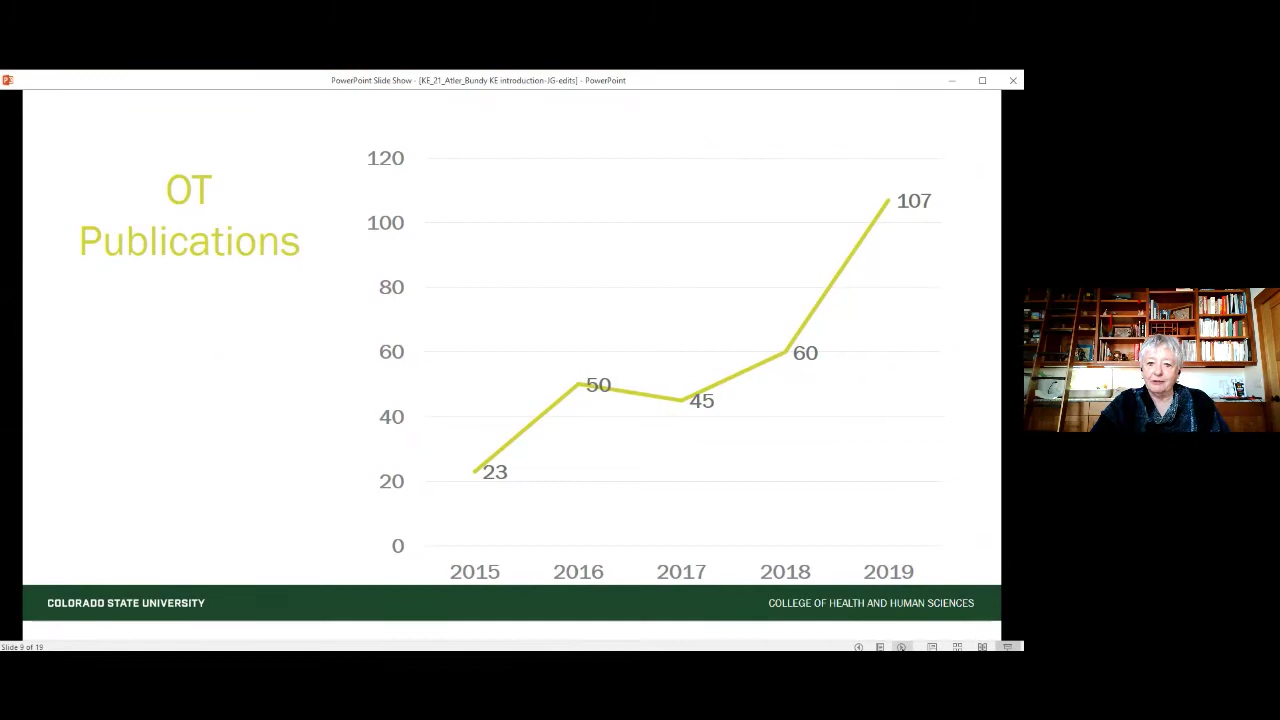 PowerPoint Slide Show - [KE_21_Atler_Bundy KE introduction-JG-edits] - PowerPoint
OT
Publications
120
100
80
60
40
20
0
23
50
45
60
107
2015 2016 2017 2018 2019
COLORADO STATE UNIVERSITY
COLLEGE OF HEALTH AND HUMAN SCIENCES
Slide 9 of 19